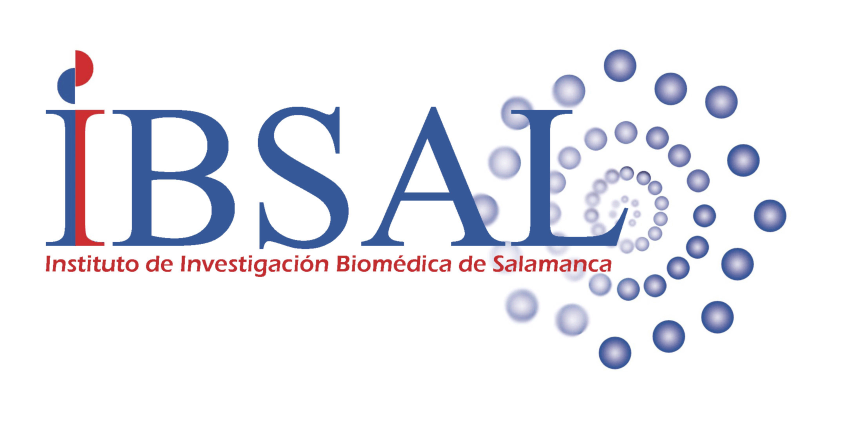 IBSAL
Instituto de Investigación Biomédica de Salamanca